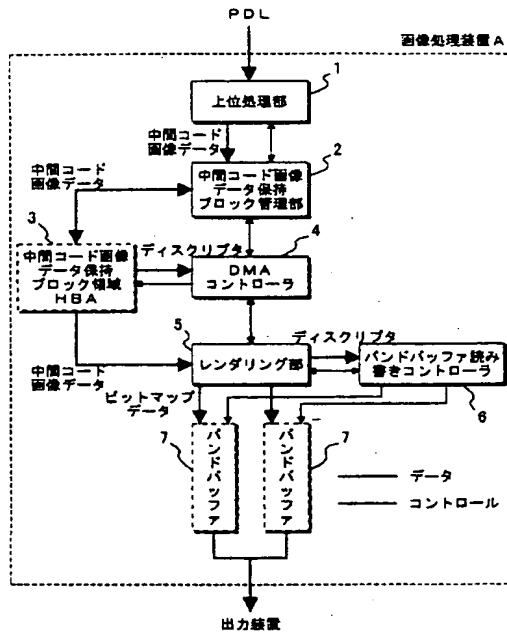 PDL
画像処理装置A
1
上位処理部
中間コード
画像データ
2
中間コード画像
データ保持
ブロック管理部
中間コード
画像データ
3
中間コード画像
データ保持
ブロック領域
HBA
ディスクリプタ
4
DMA
コントローラ
5
レンダリング部
ディスクリプタ
バンドバッファ読み
書きコントローラ
6
中間コード
画像データ
ビットマップ
データ
7
バンドバッファ
7
バンドバッファ
データ
コントロール
出力装置